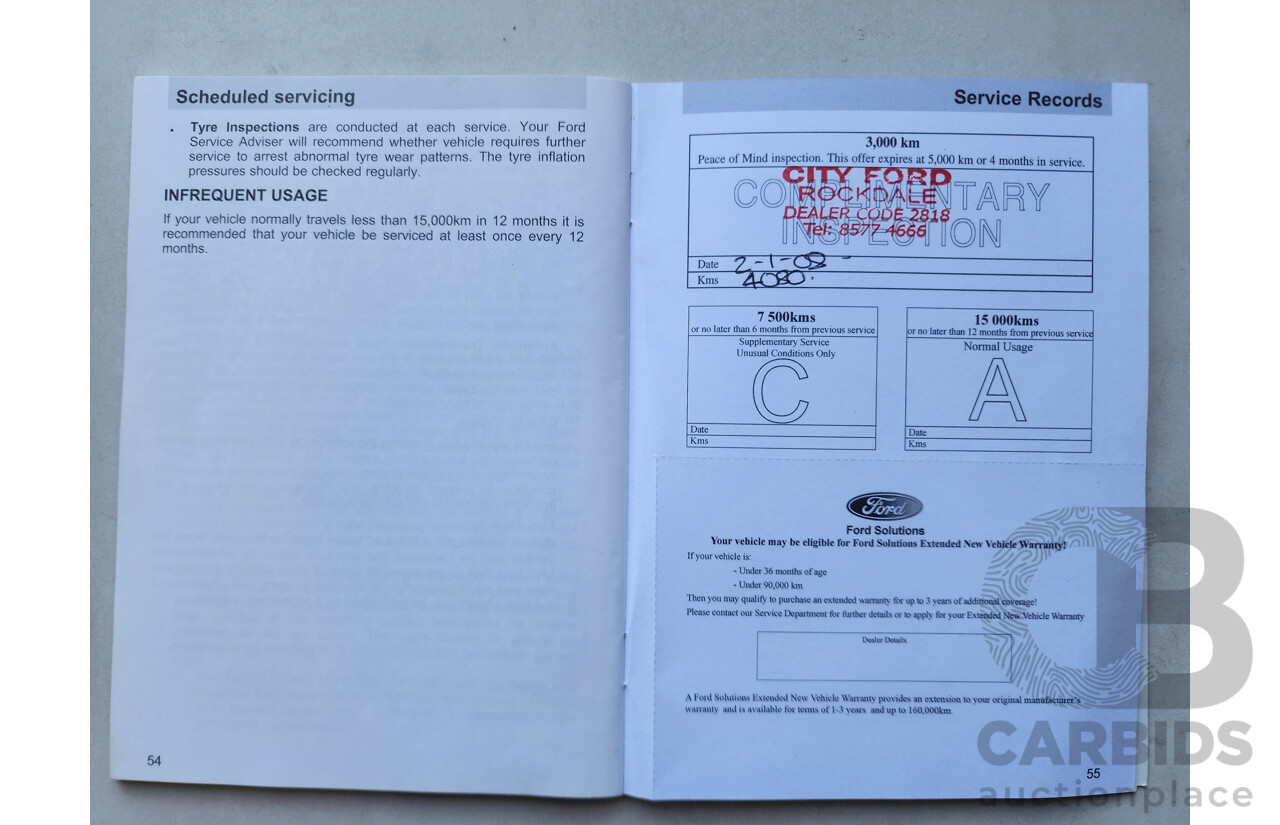 Scheduled servicing
. Tyre Inspections are conducted at each service. Your Ford
Service Adviser will recommend whether vehicle requires further
service to arrest abnormal tyre wear patterns. The tyre inflation
pressures should be checked regularly.
INFREQUENT USAGE
If your vehicle normally travels less than 15,000km in 12 months it is
recommended that your vehicle be serviced at least once every 12
months.
54
Service Records
3,000 km
Peace of Mind inspection. This offer expires at 5,000 km or 4 months in service.
COMPLIMENTARY
INSPECTION
CITY FORD
ROCKDALE
DEALER CODE 2818
Tel: 8577 4666
Date 2-1-08
Kms 4080.
7 500kms
or no later than 6 months from previous service
Supplementary Service
Unusual Conditions Only
C
Date
Kms
15 000kms
or no later than 12 months from previous service
Normal Usage
A
Date
Kms
Ford
Ford Solutions
Your vehicle may be eligible for Ford Solutions Extended New Vehicle Warranty!
If your vehicle is:
- Under 36 months of age
- Under 90,000 km
Then you may qualify to purchase an extended warranty for up to 3 years of additional coverage!
Please contact our Service Department for further details or to apply for your Extended New Vehicle Warranty
Dealer Details
A Ford Solutions Extended New Vehicle Warranty provides an extension to your original manufacturer's
warranty and is available for terms of 1-3 years and up to 160,000km.
55
CB
CARBIDS
auctionplace